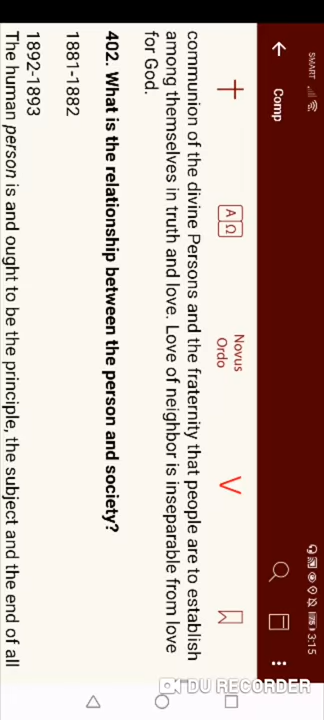 SMART 3:15
Comp
A Ω
Novus
Ordo
communion of the divine Persons and the fraternity that people are to establish
among themselves in truth and love. Love of neighbor is inseparable from love
for God.
402. What is the relationship between the person and society?
1881-1882
1892-1893
The human person is and ought to be the principle, the subject and the end of all
DU RECORDER